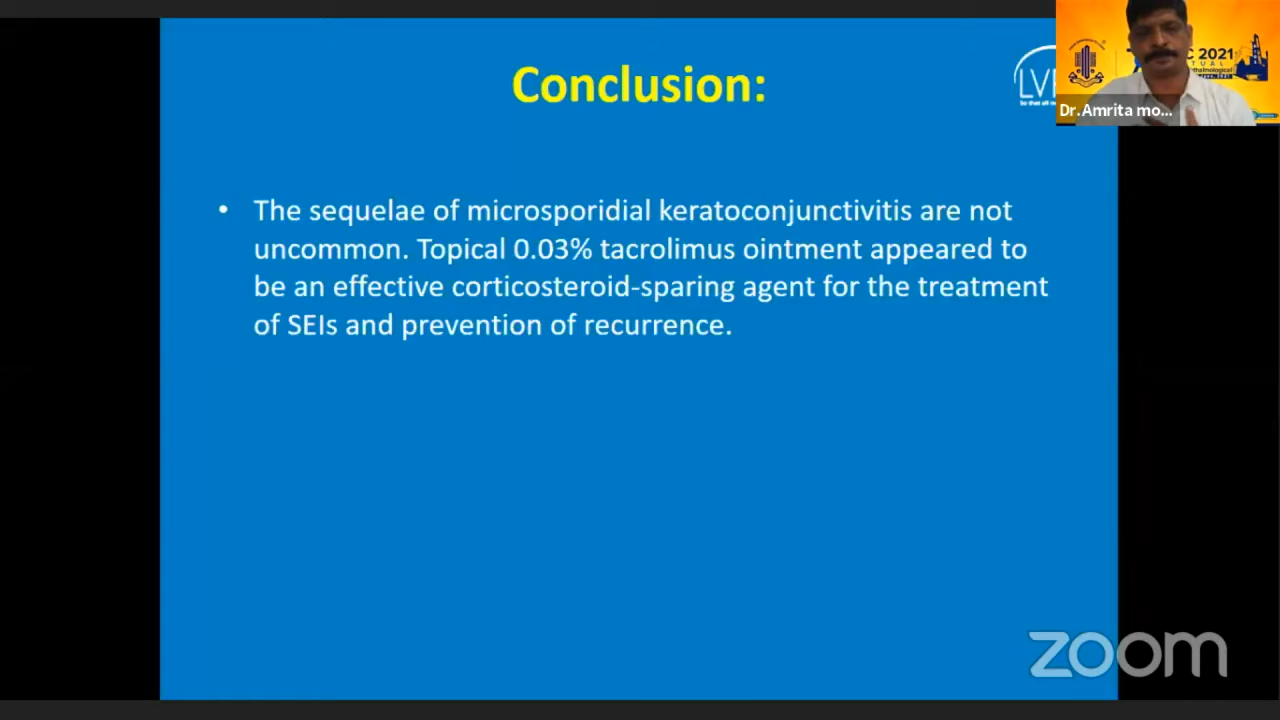 Conclusion:
• The sequelae of microsporidial keratoconjunctivitis are not
uncommon. Topical 0.03% tacrolimus ointment appeared to
be an effective corticosteroid-sparing agent for the treatment
of SEIs and prevention of recurrence.
2021
Dr.Amrita mo...
zoom